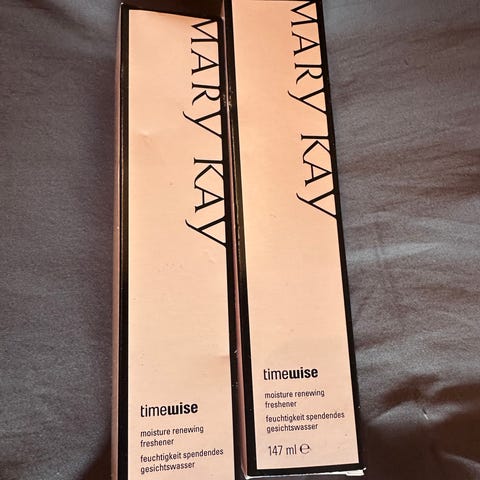 MARY KAY
timewise
moisture renewing
freshener
feuchtigkeit spendendes
gesichtswasser
MARY KAY
timewise
moisture renewing
freshener
feuchtigkeit spendendes
gesichtswasser
147 ml ℮